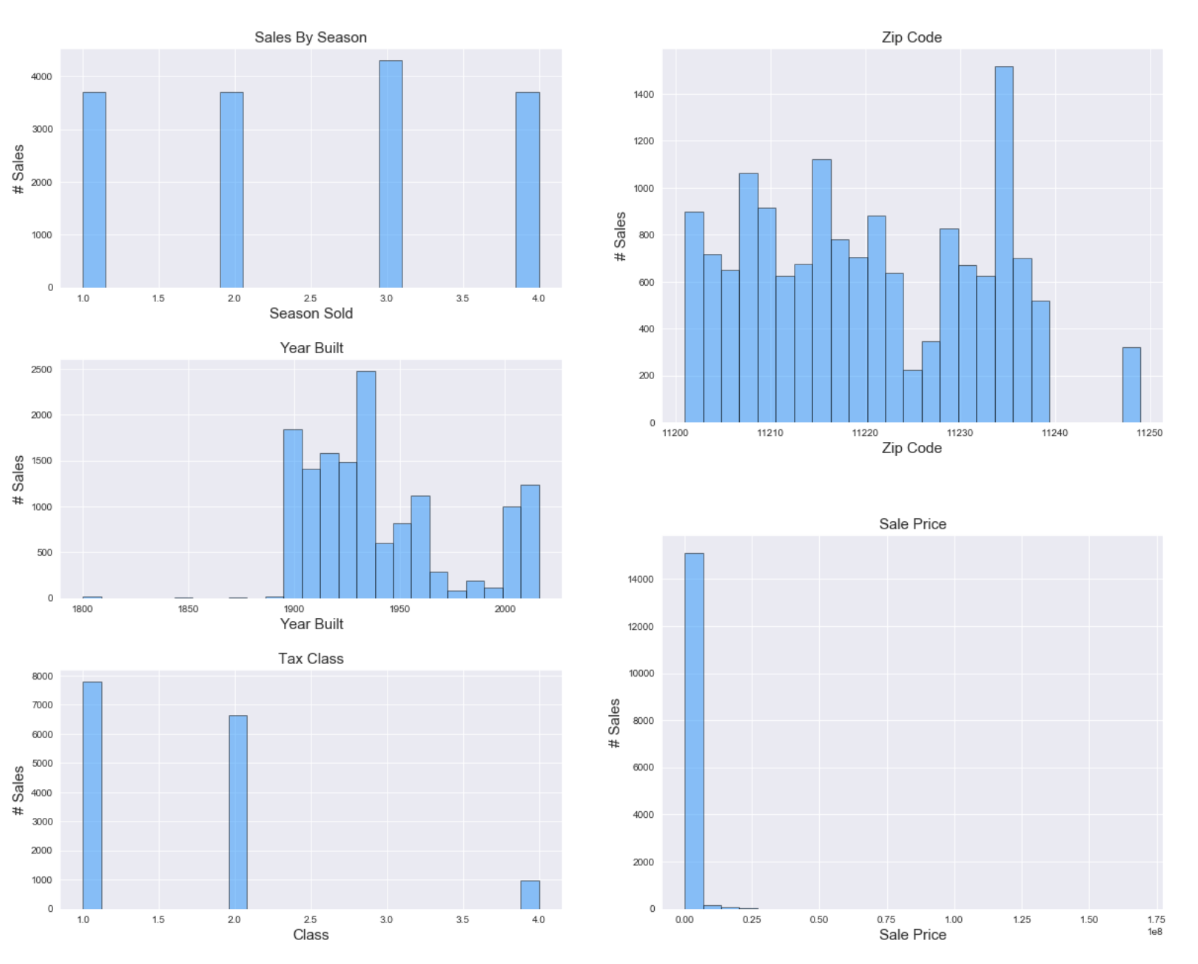 Sales By Season
# Sales
4000
3000
2000
1000
0
1.0 1.5 2.0 2.5 3.0 3.5 4.0
Season Sold
Year Built
# Sales
2500
2000
1500
1000
500
0
1800 1850 1900 1950 2000
Year Built
Tax Class
# Sales
8000
7000
6000
5000
4000
3000
2000
1000
0
1.0 1.5 2.0 2.5 3.0 3.5 4.0
Class
Zip Code
# Sales
1400
1200
1000
800
600
400
200
0
11200 11210 11220 11230 11240 11250
Zip Code
Sale Price
# Sales
14000
12000
10000
8000
6000
4000
2000
0
0.00 0.25 0.50 0.75 1.00 1.25 1.50 1.75
1e8
Sale Price